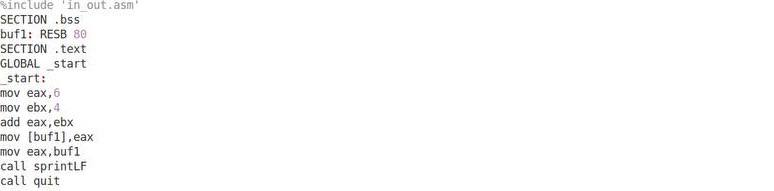 %include 'in_out.asm'
SECTION .bss
buf1: RESB 80
SECTION .text
GLOBAL _start
_start:
mov eax,6
mov ebx,4
add eax,ebx
mov [buf1],eax
mov eax,buf1
call sprintLF
call quit